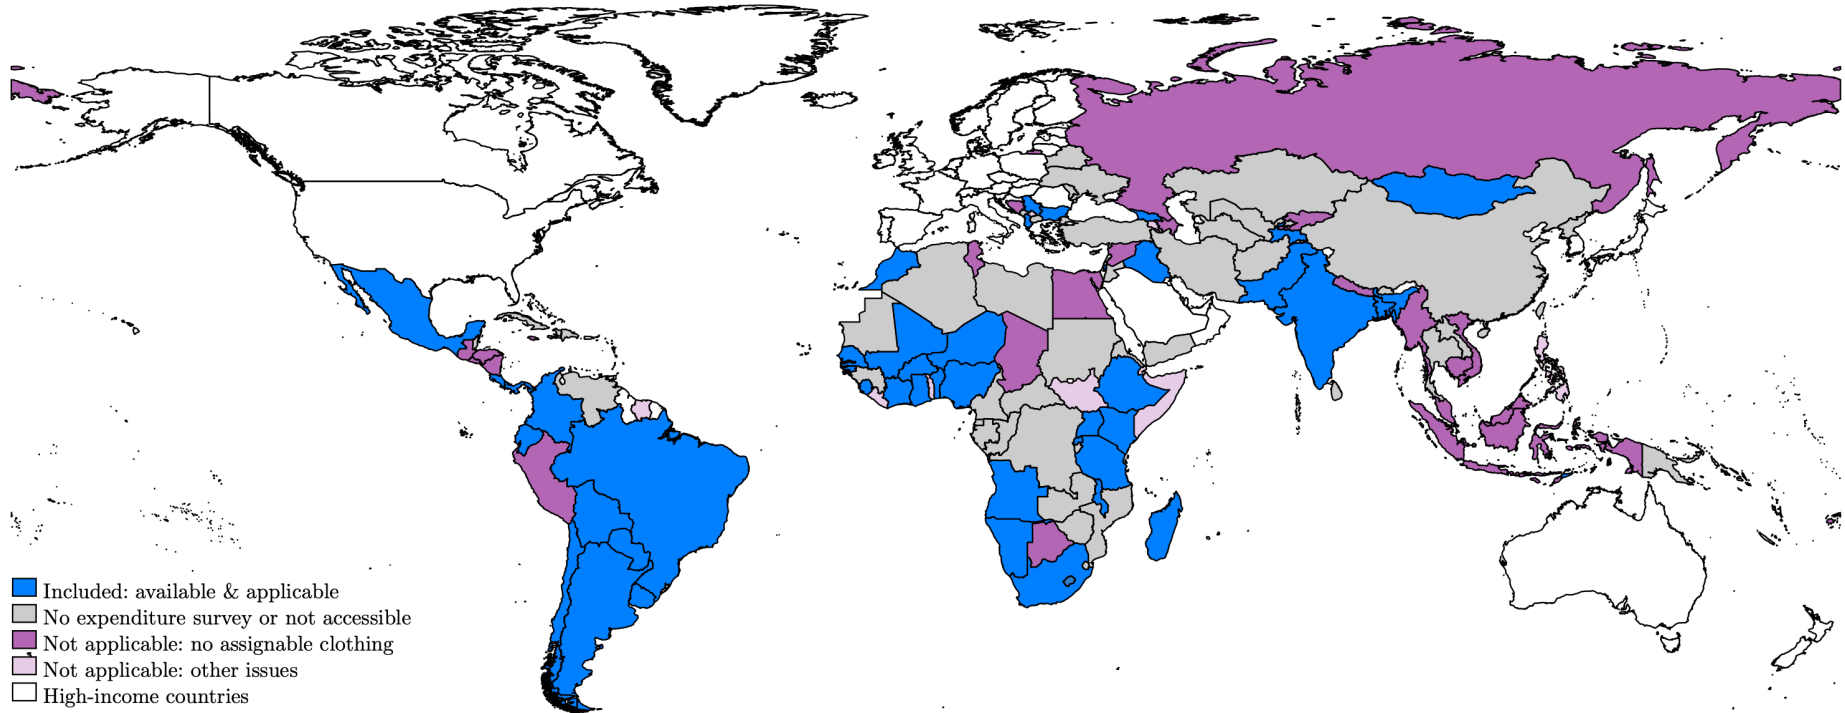 Included: available & applicable
No expenditure survey or not accessible
Not applicable: no assignable clothing
Not applicable: other issues
High-income countries